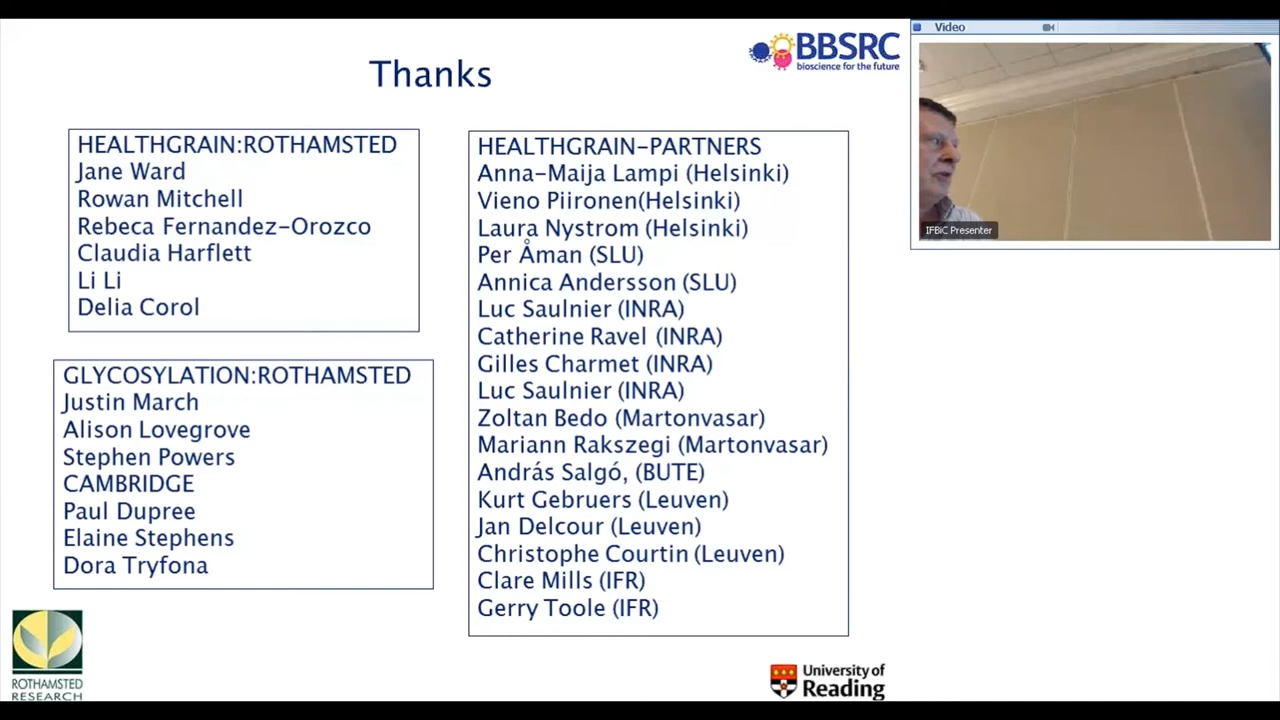 Thanks
BBSRC
bioscience for the future
Video
IFBiC Presenter
HEALTHGRAIN:ROTHAMSTED
Jane Ward
Rowan Mitchell
Rebeca Fernandez-Orozco
Claudia Harflett
Li Li
Delia Corol
GLYCOSYLATION:ROTHAMSTED
Justin March
Alison Lovegrove
Stephen Powers
CAMBRIDGE
Paul Dupree
Elaine Stephens
Dora Tryfona
HEALTHGRAIN-PARTNERS
Anna-Maija Lampi (Helsinki)
Vieno Piironen(Helsinki)
Laura Nystrom (Helsinki)
Per Åman (SLU)
Annica Andersson (SLU)
Luc Saulnier (INRA)
Catherine Ravel (INRA)
Gilles Charmet (INRA)
Luc Saulnier (INRA)
Zoltan Bedo (Martonvasar)
Mariann Rakszegi (Martonvasar)
András Salgó, (BUTE)
Kurt Gebruers (Leuven)
Jan Delcour (Leuven)
Christophe Courtin (Leuven)
Clare Mills (IFR)
Gerry Toole (IFR)
ROTHAMSTED
RESEARCH
University of
Reading